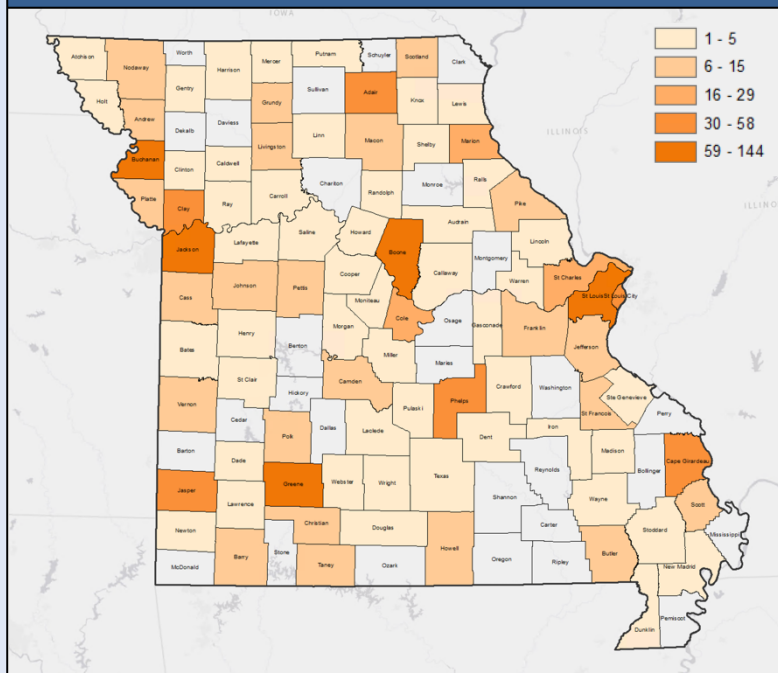 IOWA
1 - 5
6 - 15
16 - 29
30 - 58
59 - 144
ILLINOIS
ILLINOI
Atchison
Nodaway
Worth
Harrison
Mercer
Putnam
Schuyler
Scotland
Clark
Holt
Gentry
Sullivan
Adair
Knox
Lewis
Andrew
Dekalb
Daviess
Grundy
Linn
Macon
Shelby
Marion
Buchanan
Clinton
Caldwell
Livingston
Chariton
Randolph
Monroe
Ralls
Platte
Clay
Ray
Carroll
Pike
Jackson
Lafayette
Saline
Howard
Boone
Audrain
Callaway
Montgomery
Lincoln
Warren
St Charles
St Louis
St Louis City
Cass
Johnson
Pettis
Cooper
Moniteau
Cole
Osage
Gasconade
Franklin
Jefferson
Bates
Henry
Benton
Morgan
Miller
Maries
St Clair
Hickory
Camden
Pulaski
Phelps
Crawford
Washington
Ste Genevieve
St Francois
Perry
Vernon
Cedar
Polk
Dallas
Laclede
Dent
Iron
Madison
Bollinger
Cape Girardeau
Barton
Dade
Greene
Webster
Wright
Texas
Reynolds
Shannon
Wayne
Scott
Jasper
Lawrence
Christian
Douglas
Howell
Carter
Stoddard
Mississippi
Newton
McDonald
Barry
Stone
Taney
Ozark
Oregon
Ripley
Butler
New Madrid
Dunklin
Pemiscot